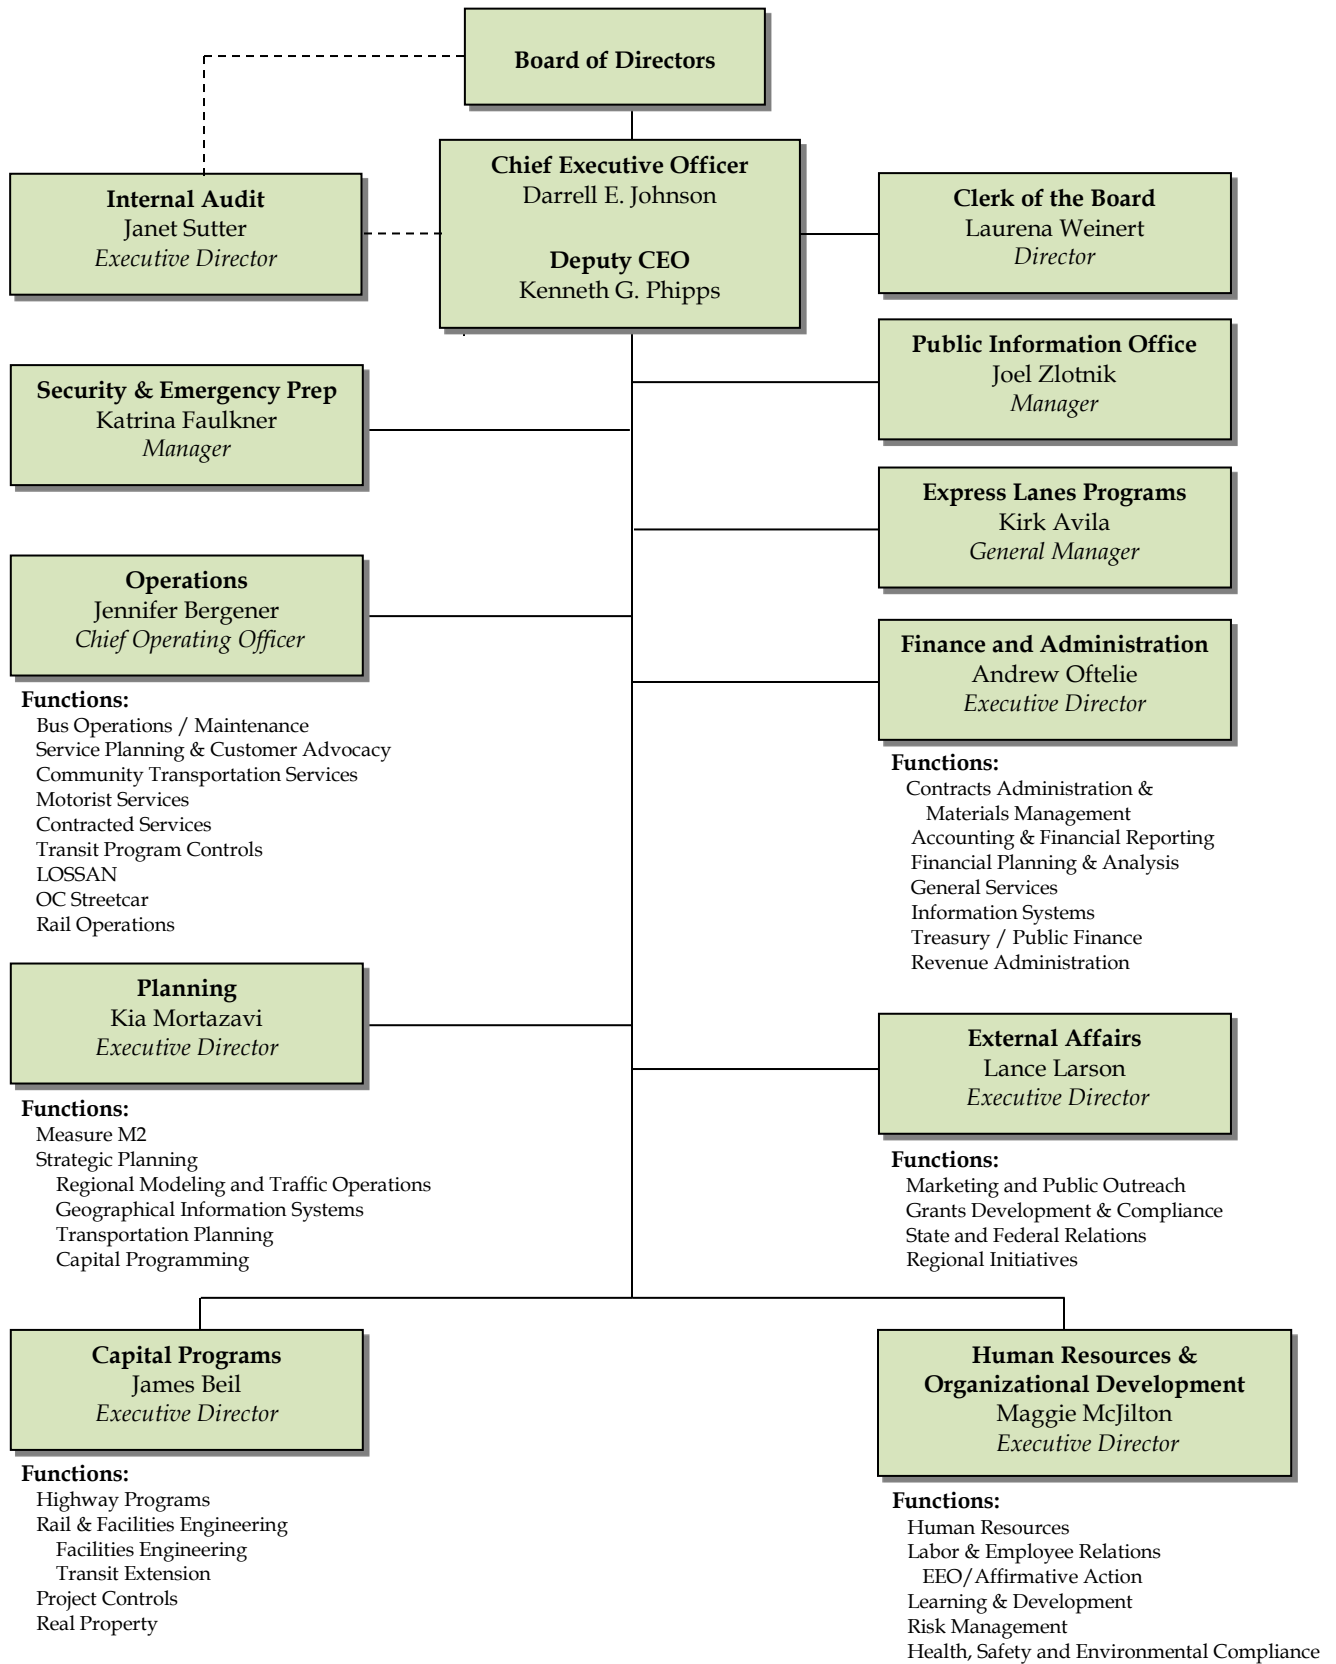 Board of Directors
Chief Executive Officer
Darrell E. Johnson
Deputy CEO
Kenneth G. Phipps
Internal Audit
Janet Sutter
Executive Director
Clerk of the Board
Laurena Weinert
Director
Public Information Office
Joel Zlotnik
Manager
Security & Emergency Prep
Katrina Faulkner
Manager
Express Lanes Programs
Kirk Avila
General Manager
Operations
Jennifer Bergener
Chief Operating Officer
Functions:
Bus Operations / Maintenance
Service Planning & Customer Advocacy
Community Transportation Services
Motorist Services
Contracted Services
Transit Program Controls
LOSSAN
OC Streetcar
Rail Operations
Finance and Administration
Andrew Oftelie
Executive Director
Functions:
Contracts Administration &
Materials Management
Accounting & Financial Reporting
Financial Planning & Analysis
General Services
Information Systems
Treasury / Public Finance
Revenue Administration
Planning
Kia Mortazavi
Executive Director
Functions:
Measure M2
Strategic Planning
Regional Modeling and Traffic Operations
Geographical Information Systems
Transportation Planning
Capital Programming
External Affairs
Lance Larson
Executive Director
Functions:
Marketing and Public Outreach
Grants Development & Compliance
State and Federal Relations
Regional Initiatives
Capital Programs
James Beil
Executive Director
Functions:
Highway Programs
Rail & Facilities Engineering
Facilities Engineering
Transit Extension
Project Controls
Real Property
Human Resources &
Organizational Development
Maggie McJilton
Executive Director
Functions:
Human Resources
Labor & Employee Relations
EEO/Affirmative Action
Learning & Development
Risk Management
Health, Safety and Environmental Compliance